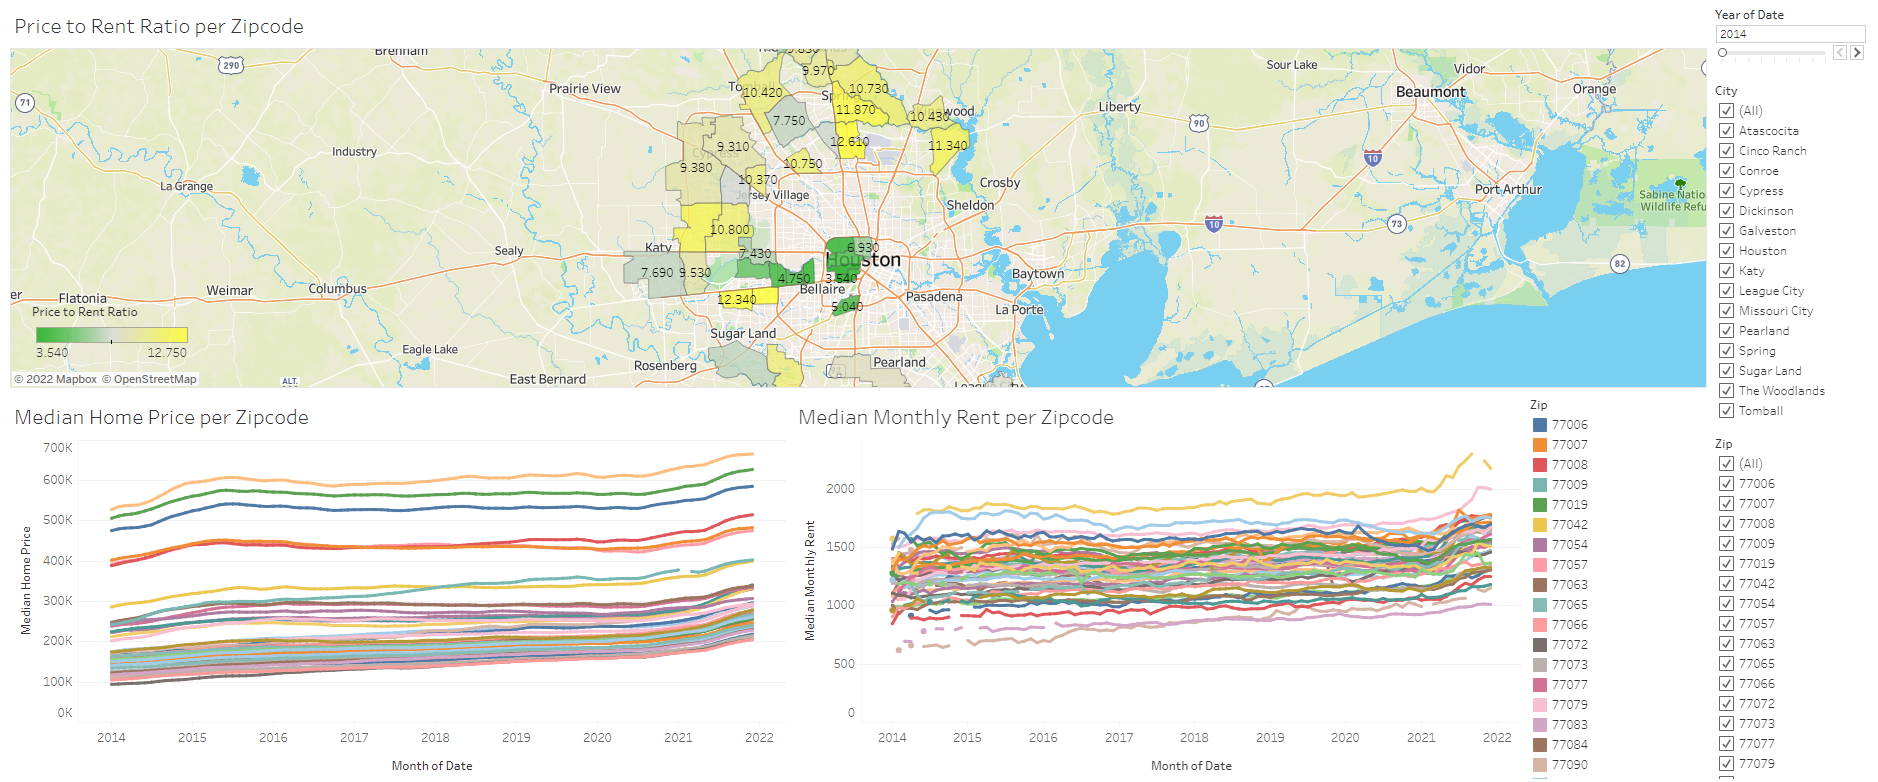 Price to Rent Ratio per Zipcode
Brenham
290
71
Prairie View
Industry
La Grange
Sealy
Katy
Weimar
Columbus
Flatonia
Eagle Lake
East Bernard
ALT.
Rosenberg
Sugar Land
Bellaire
Houston
Pasadena
La Porte
Pearland
Baytown
Sheldon
Crosby
Jersey Village
Cypress
Liberty
90
Sour Lake
Beaumont
Vidor
Orange
10
Port Arthur
Sabine Natio
Wildlife Refu
73
10
82
9.970
10.420
10.730
11.870
10.430
7.750
12.610
11.340
9.310
10.750
9.380
10.370
10.800
7.430
6.930
7.690
9.530
4.750
3.540
12.340
5.040
Price to Rent Ratio
3.540
12.750
© 2022 Mapbox © OpenStreetMap
Year of Date
2014
City
(All)
Atascocita
Cinco Ranch
Conroe
Cypress
Dickinson
Galveston
Houston
Katy
League City
Missouri City
Pearland
Spring
Sugar Land
The Woodlands
Tomball
Median Home Price per Zipcode
Median Home Price
700K
600K
500K
400K
300K
200K
100K
0K
2014 2015 2016 2017 2018 2019 2020 2021 2022
Month of Date
Median Monthly Rent per Zipcode
Median Monthly Rent
2000
1500
1000
500
0
2014 2015 2016 2017 2018 2019 2020 2021 2022
Month of Date
Zip
77006
77007
77008
77009
77019
77042
77054
77057
77063
77065
77066
77072
77073
77077
77079
77083
77084
77090
Zip
(All)
77006
77007
77008
77009
77019
77042
77054
77057
77063
77065
77066
77072
77073
77077
77079